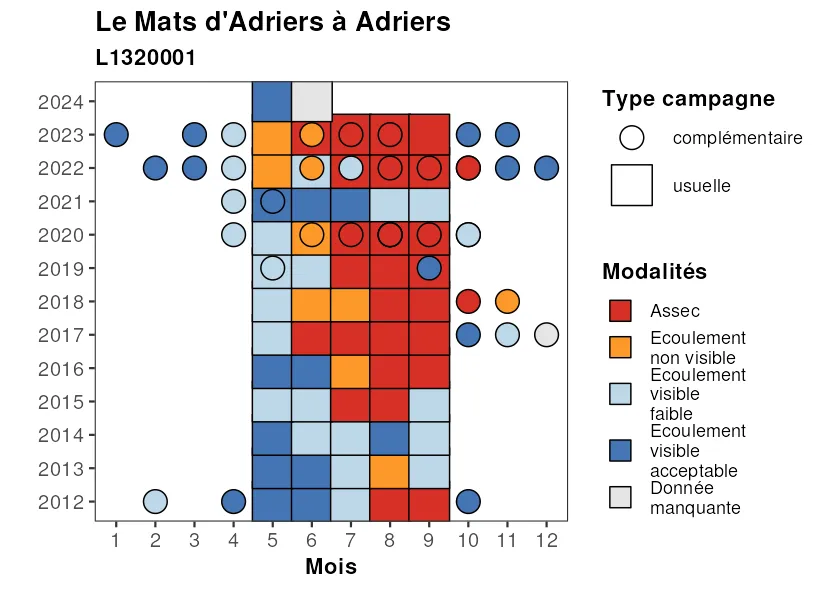 Le Mats d'Adriers à Adriers
L1320001
2024
2023
2022
2021
2020
2019
2018
2017
2016
2015
2014
2013
2012
1 2 3 4 5 6 7 8 9 10 11 12
Mois
Type campagne
complémentaire
usuelle
Modalités
Assec
Ecoulement
non visible
Ecoulement
visible
faible
Ecoulement
visible
acceptable
Donnée
manquante